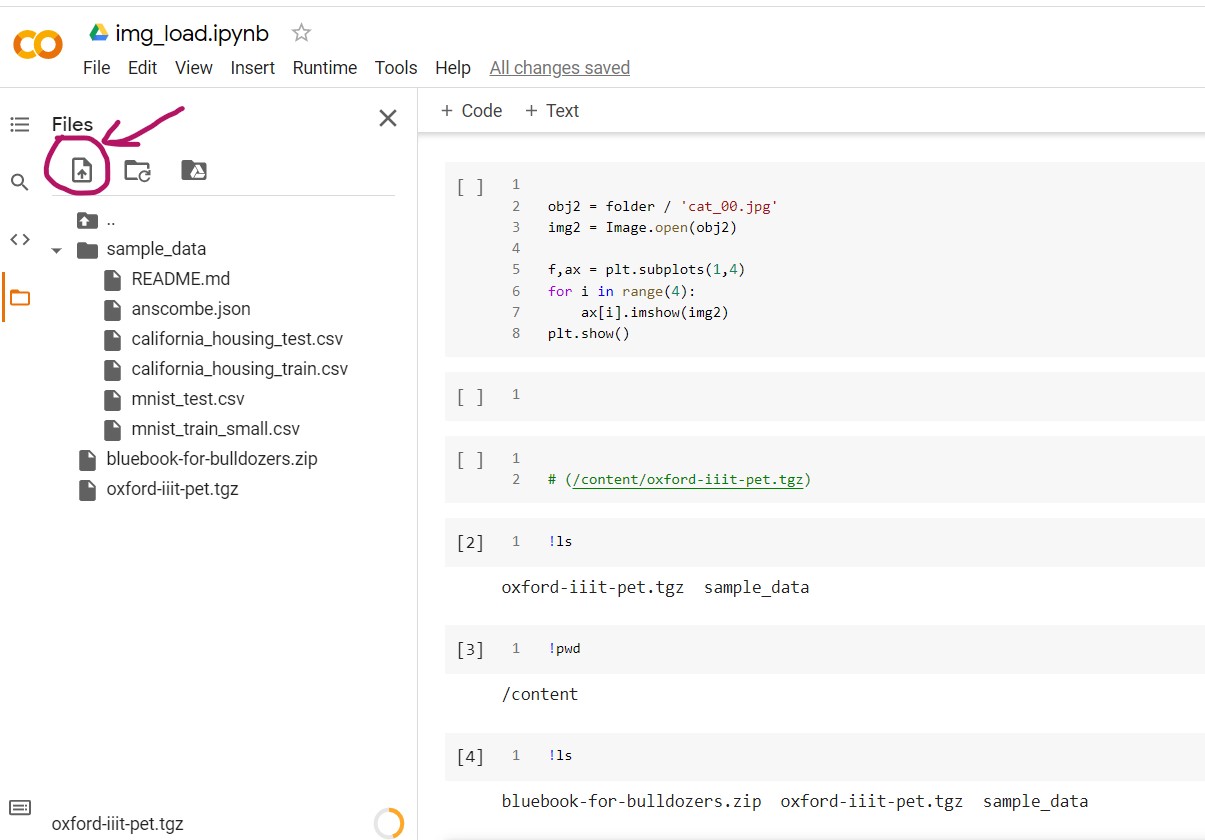 img_load.ipynb
File Edit View Insert Runtime Tools Help All changes saved
Files
+ Code + Text
..
sample_data
README.md
anscombe.json
california_housing_test.csv
california_housing_train.csv
mnist_test.csv
mnist_train_small.csv
bluebook-for-bulldozers.zip
oxford-iiit-pet.tgz
oxford-iiit-pet.tgz
[ ] 1
2 obj2 = folder / 'cat_00.jpg'
3 img2 = Image.open(obj2)
4
5 f,ax = plt.subplots(1,4)
6 for i in range(4):
7     ax[i].imshow(img2)
8 plt.show()
[ ] 1
[ ] 1
2 # (/content/oxford-iiit-pet.tgz)
[2] 1 !ls
oxford-iiit-pet.tgz  sample_data
[3] 1 !pwd
/content
[4] 1 !ls
bluebook-for-bulldozers.zip  oxford-iiit-pet.tgz  sample_data